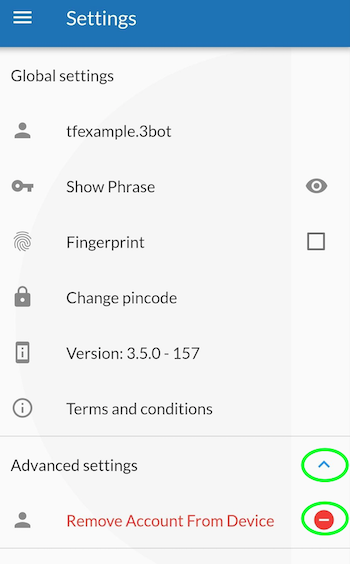 Settings
Global settings
tfexample.3bot
Show Phrase
Fingerprint
Change pincode
Version: 3.5.0 - 157
Terms and conditions
Advanced settings
Remove Account From Device